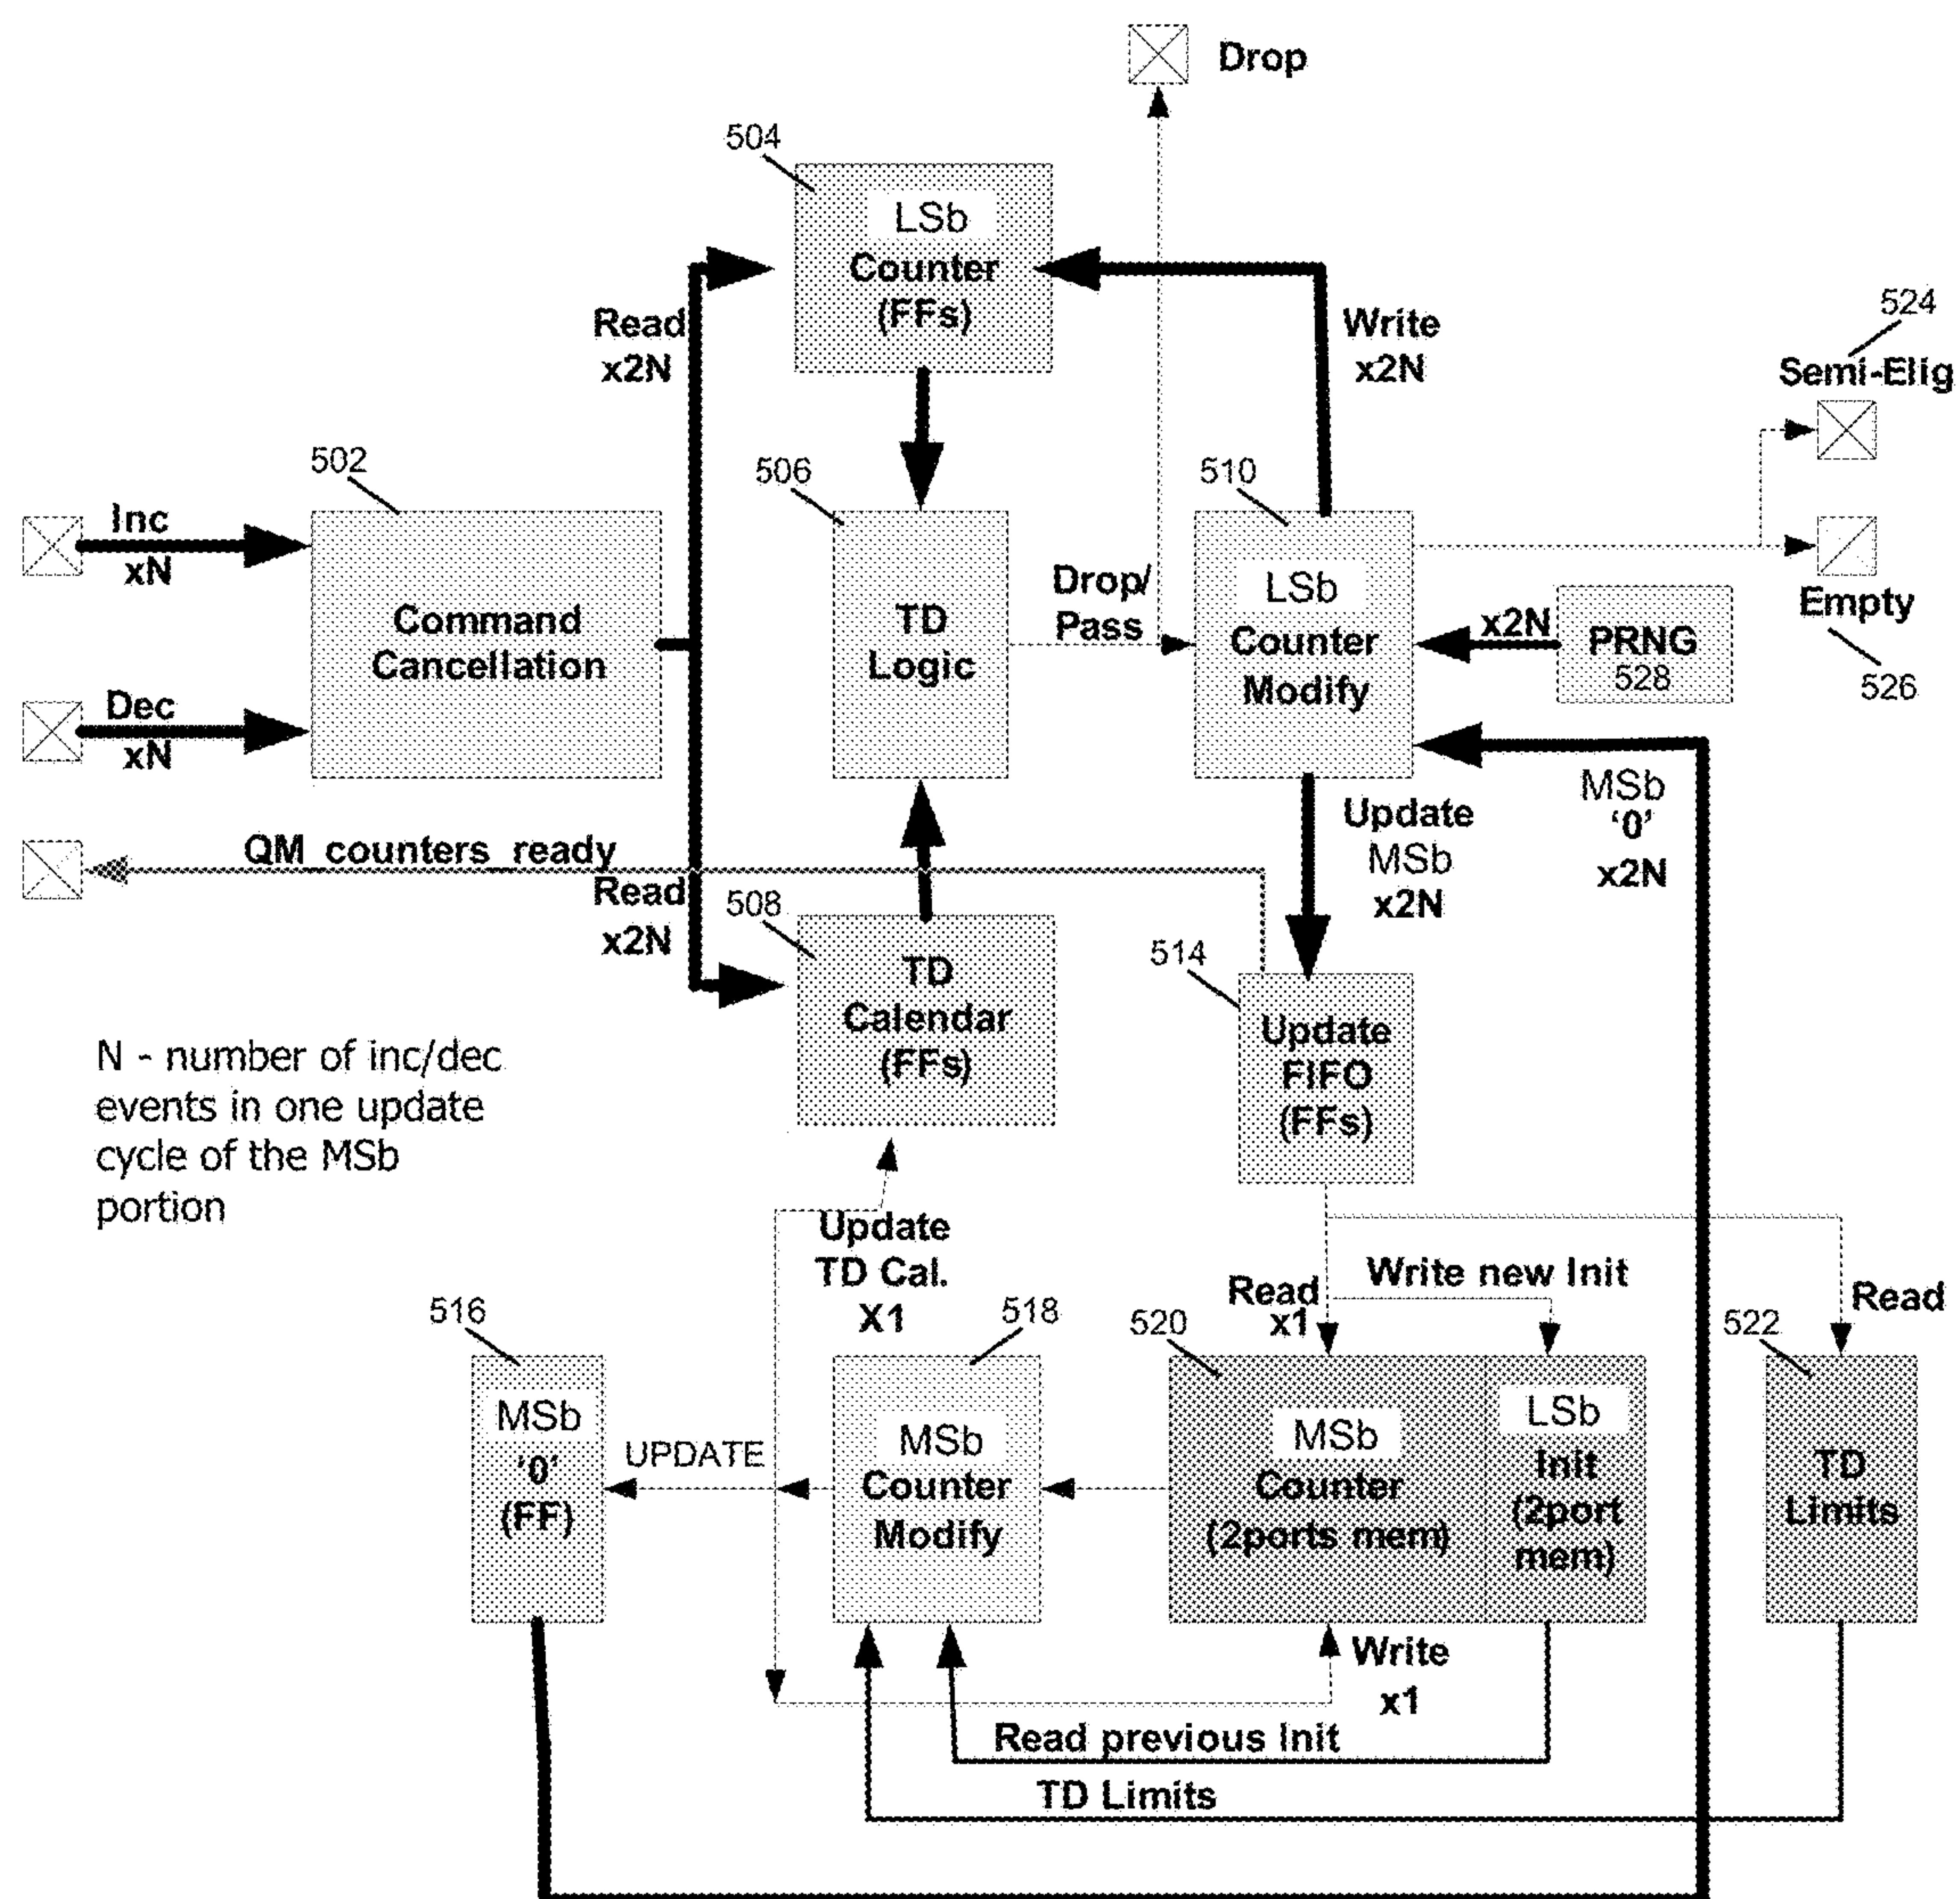 Drop
504
LSb
Counter
(FFs)
524
Semi-Elig
Read
x2N
Write
x2N
502
506
510
Inc
xN
Command
Cancellation
TD
Logic
Drop/
Pass
LSb
Counter
Modify
x2N
PRNG
528
Empty
526
Dec
xN
MSb
'0'
x2N
Update
MSb
x2N
QM_counters_ready
Read
x2N
508
TD
Calendar
(FFs)
514
Update
FIFO
(FFs)
N - number of inc/dec
events in one update
cycle of the MSb
portion
Update
TD Cal.
X1
Read
x1
Write new Init
Read
516
518
520
522
MSb
'0'
(FF)
UPDATE
MSb
Counter
Modify
MSb
Counter
(2ports mem)
LSb
Init
(2port
mem)
TD
Limits
Write
x1
Read previous Init
TD Limits